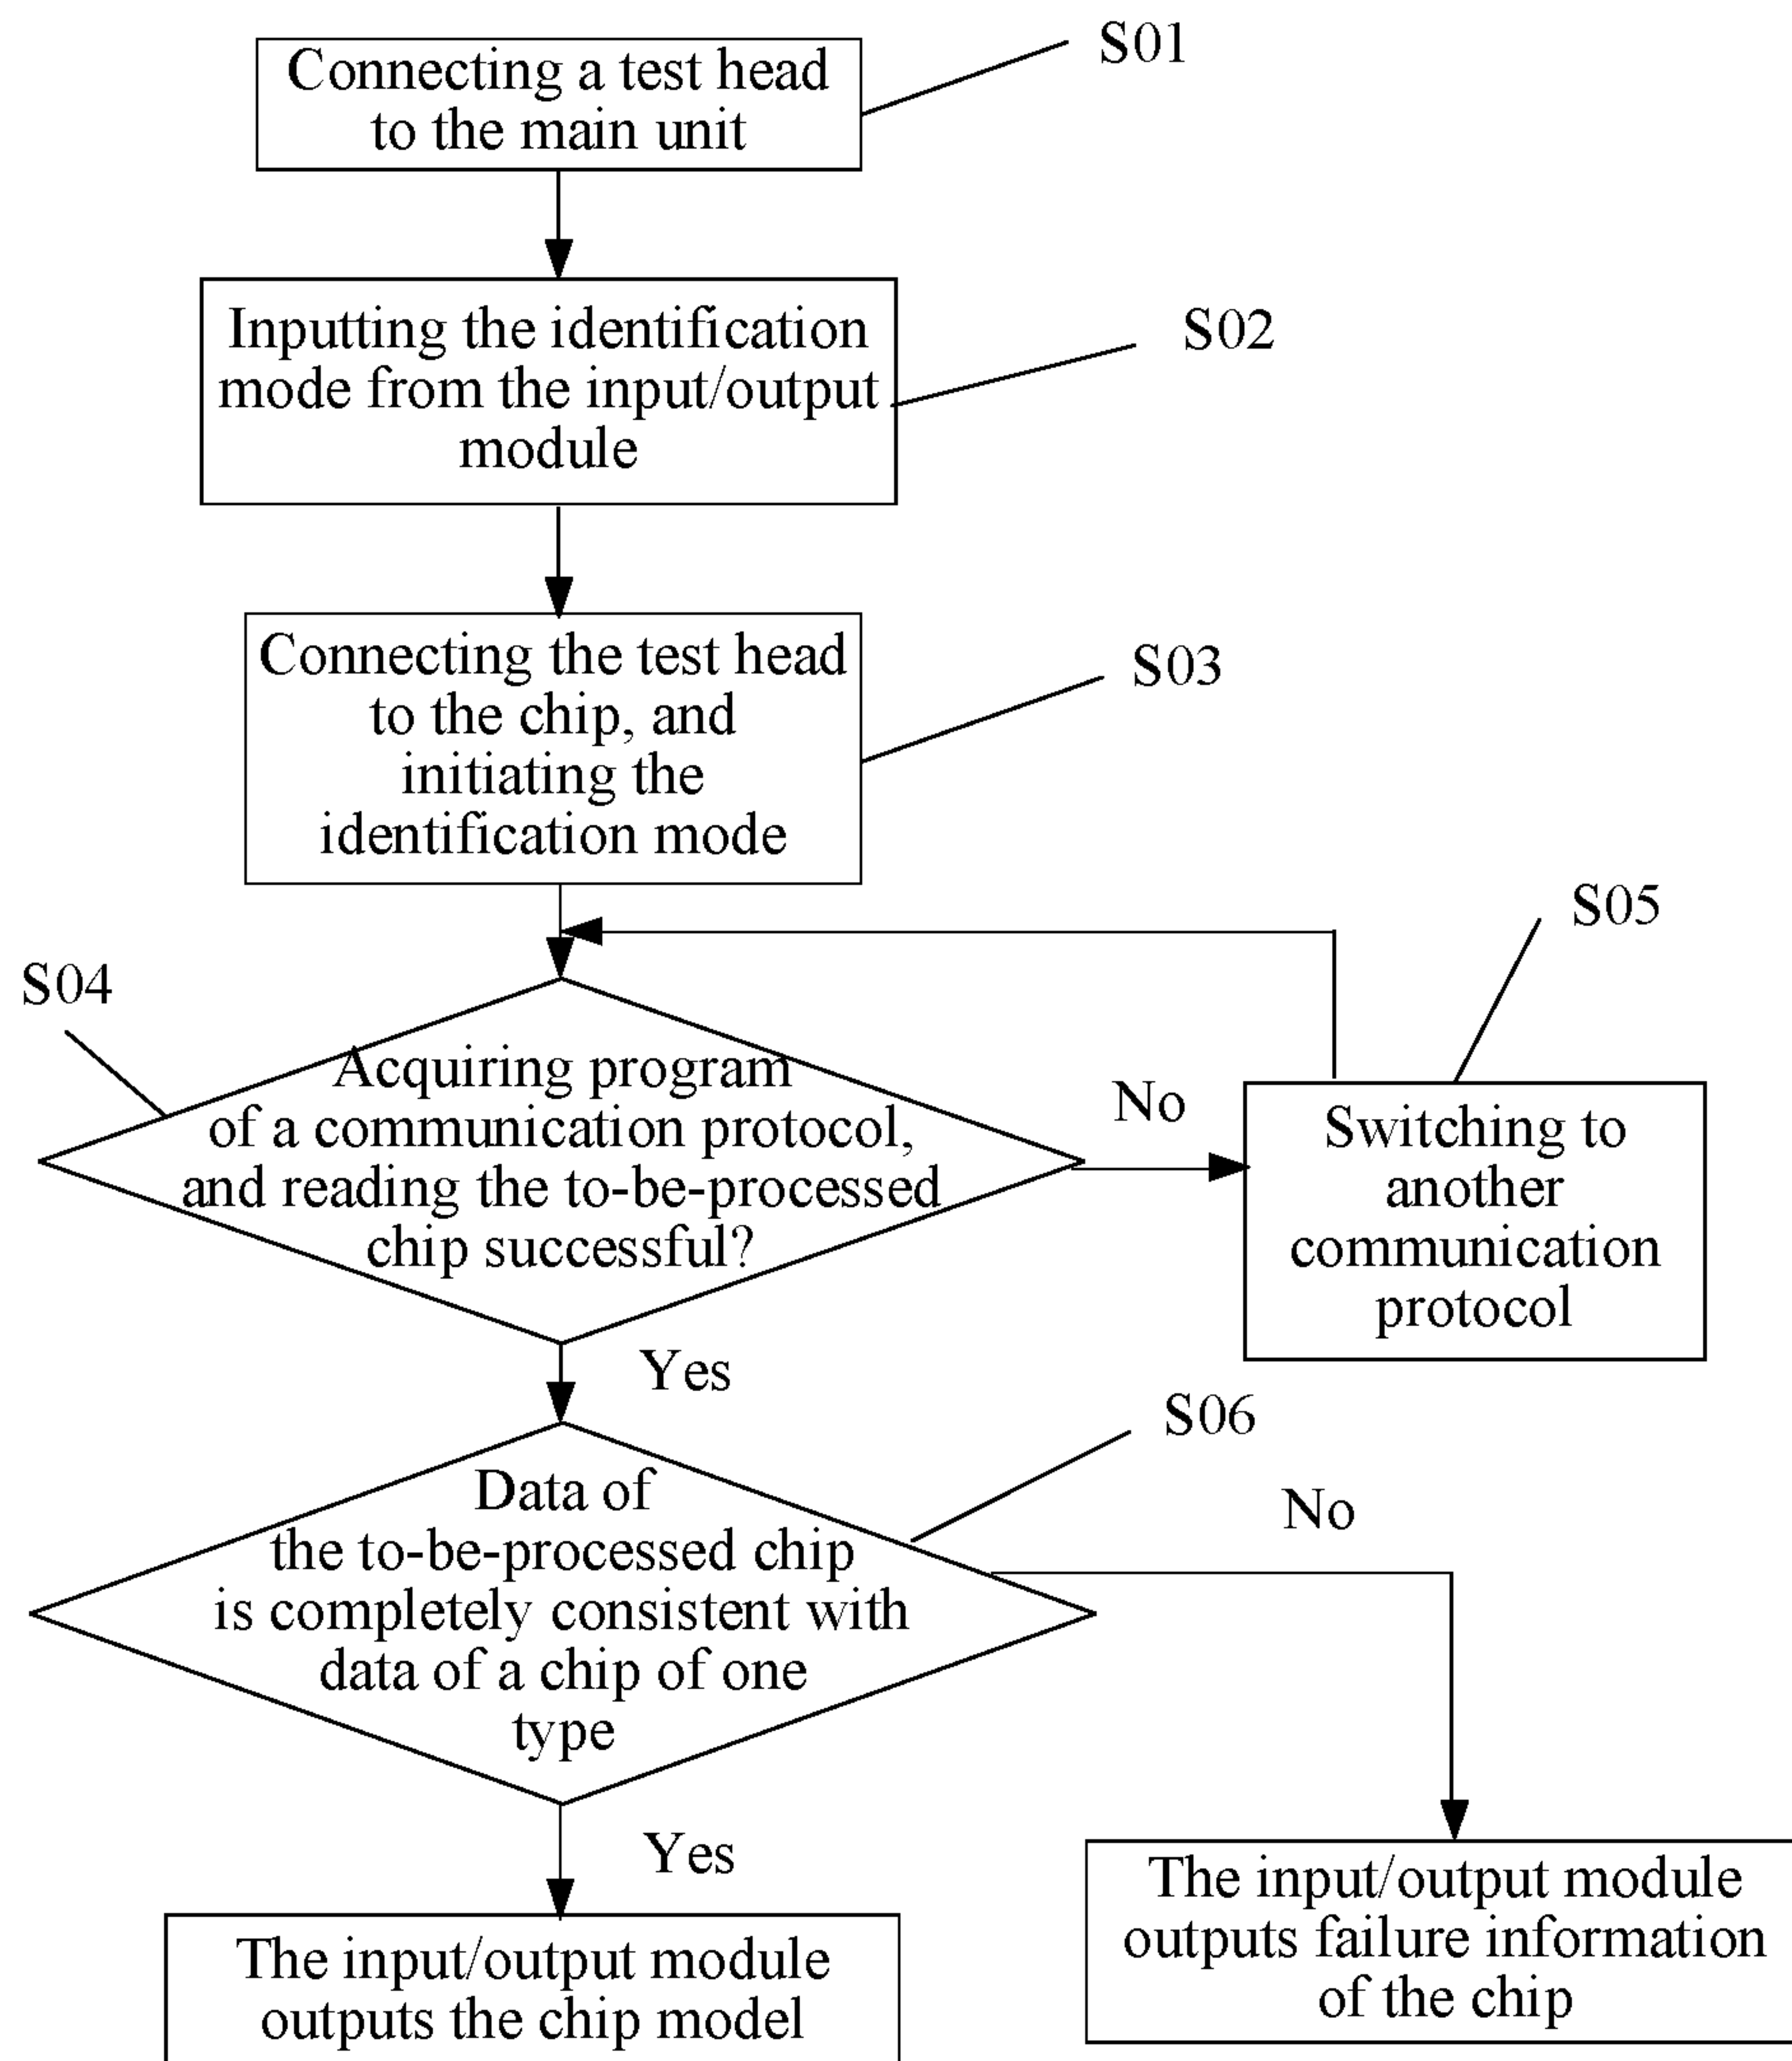 Connecting a test head
to the main unit
S01
Inputting the identification
mode from the input/output
module
S02
Connecting the test head
to the chip, and
initiating the
identification mode
S03
S04
Acquiring program
of a communication protocol,
and reading the to-be-processed
chip successful?
No
S05
Switching to
another
communication
protocol
Yes
S06
Data of
the to-be-processed chip
is completely consistent with
data of a chip of one
type
No
Yes
The input/output module
outputs the chip model
The input/output module
outputs failure information
of the chip